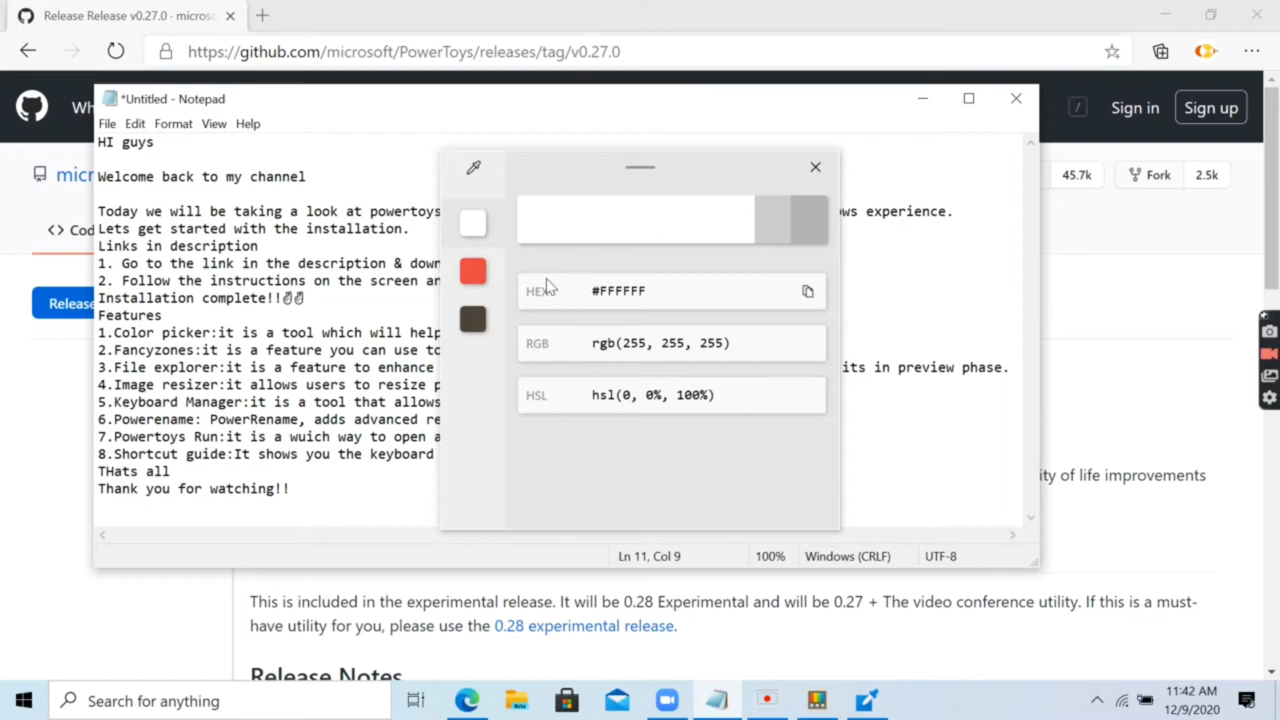 Release Release v0.27.0 · micros
https://github.com/microsoft/PowerToys/releases/tag/v0.27.0
Wh
/
Sign in
Sign up
*Untitled - Notepad
File Edit Format View Help
micr
45.7k
Fork
2.5k
<> Cod
Release
HI guys
Welcome back to my channel
Today we will be taking a look at powertoys
ws experience.
Lets get started with the installation.
Links in description
1. Go to the link in the description & down
2. Follow the instructions on the screen an
Installation complete!!✌✌
Features
1.Color picker:it is a tool which will help
2.Fancyzones:it is a feature you can use to
3.File explorer:it is a feature to enhance
its in preview phase.
4.Image resizer:it allows users to resize p
5.Keyboard Manager:it is a tool that allows
6.Powerename: PowerRename, adds advanced re
7.Powertoys Run:it is a wuich way to open a
8.Shortcut guide:It shows you the keyboard
THats all
Thank you for watching!!
HEX #FFFFFF
RGB rgb(255, 255, 255)
HSL hsl(0, 0%, 100%)
ity of life improvements
Ln 11, Col 9
100%
Windows (CRLF)
UTF-8
This is included in the experimental release. It will be 0.28 Experimental and will be 0.27 + The video conference utility. If this is a must-
have utility for you, please use the 0.28 experimental release.
Release Notes
Search for anything
Beta
11:42 AM
12/9/2020